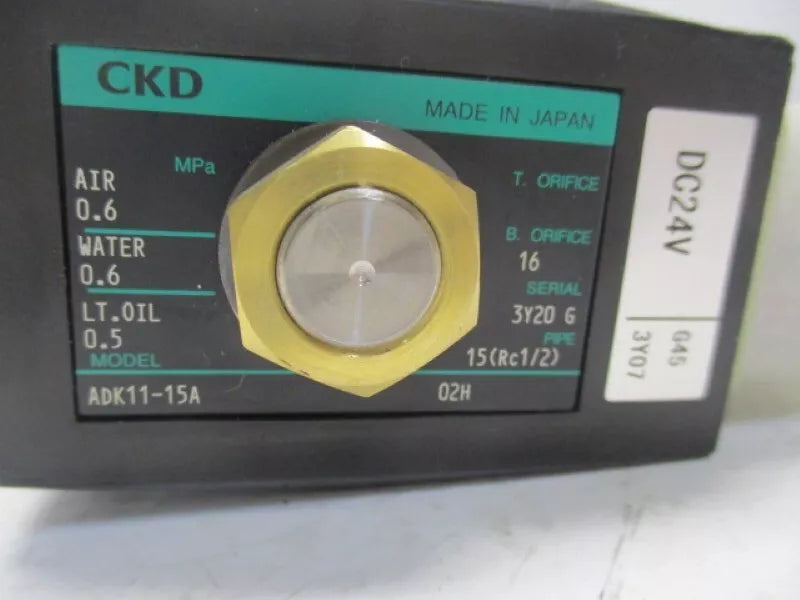 CKD
MADE IN JAPAN
MPa
AIR
0.6
WATER
0.6
LT.OIL
0.5
MODEL
ADK11-15A
02H
T. ORIFICE
B. ORIFICE
16
SERIAL
3Y20 G
PIPE
15(Rc1/2)
DC24V
G45
3Y07